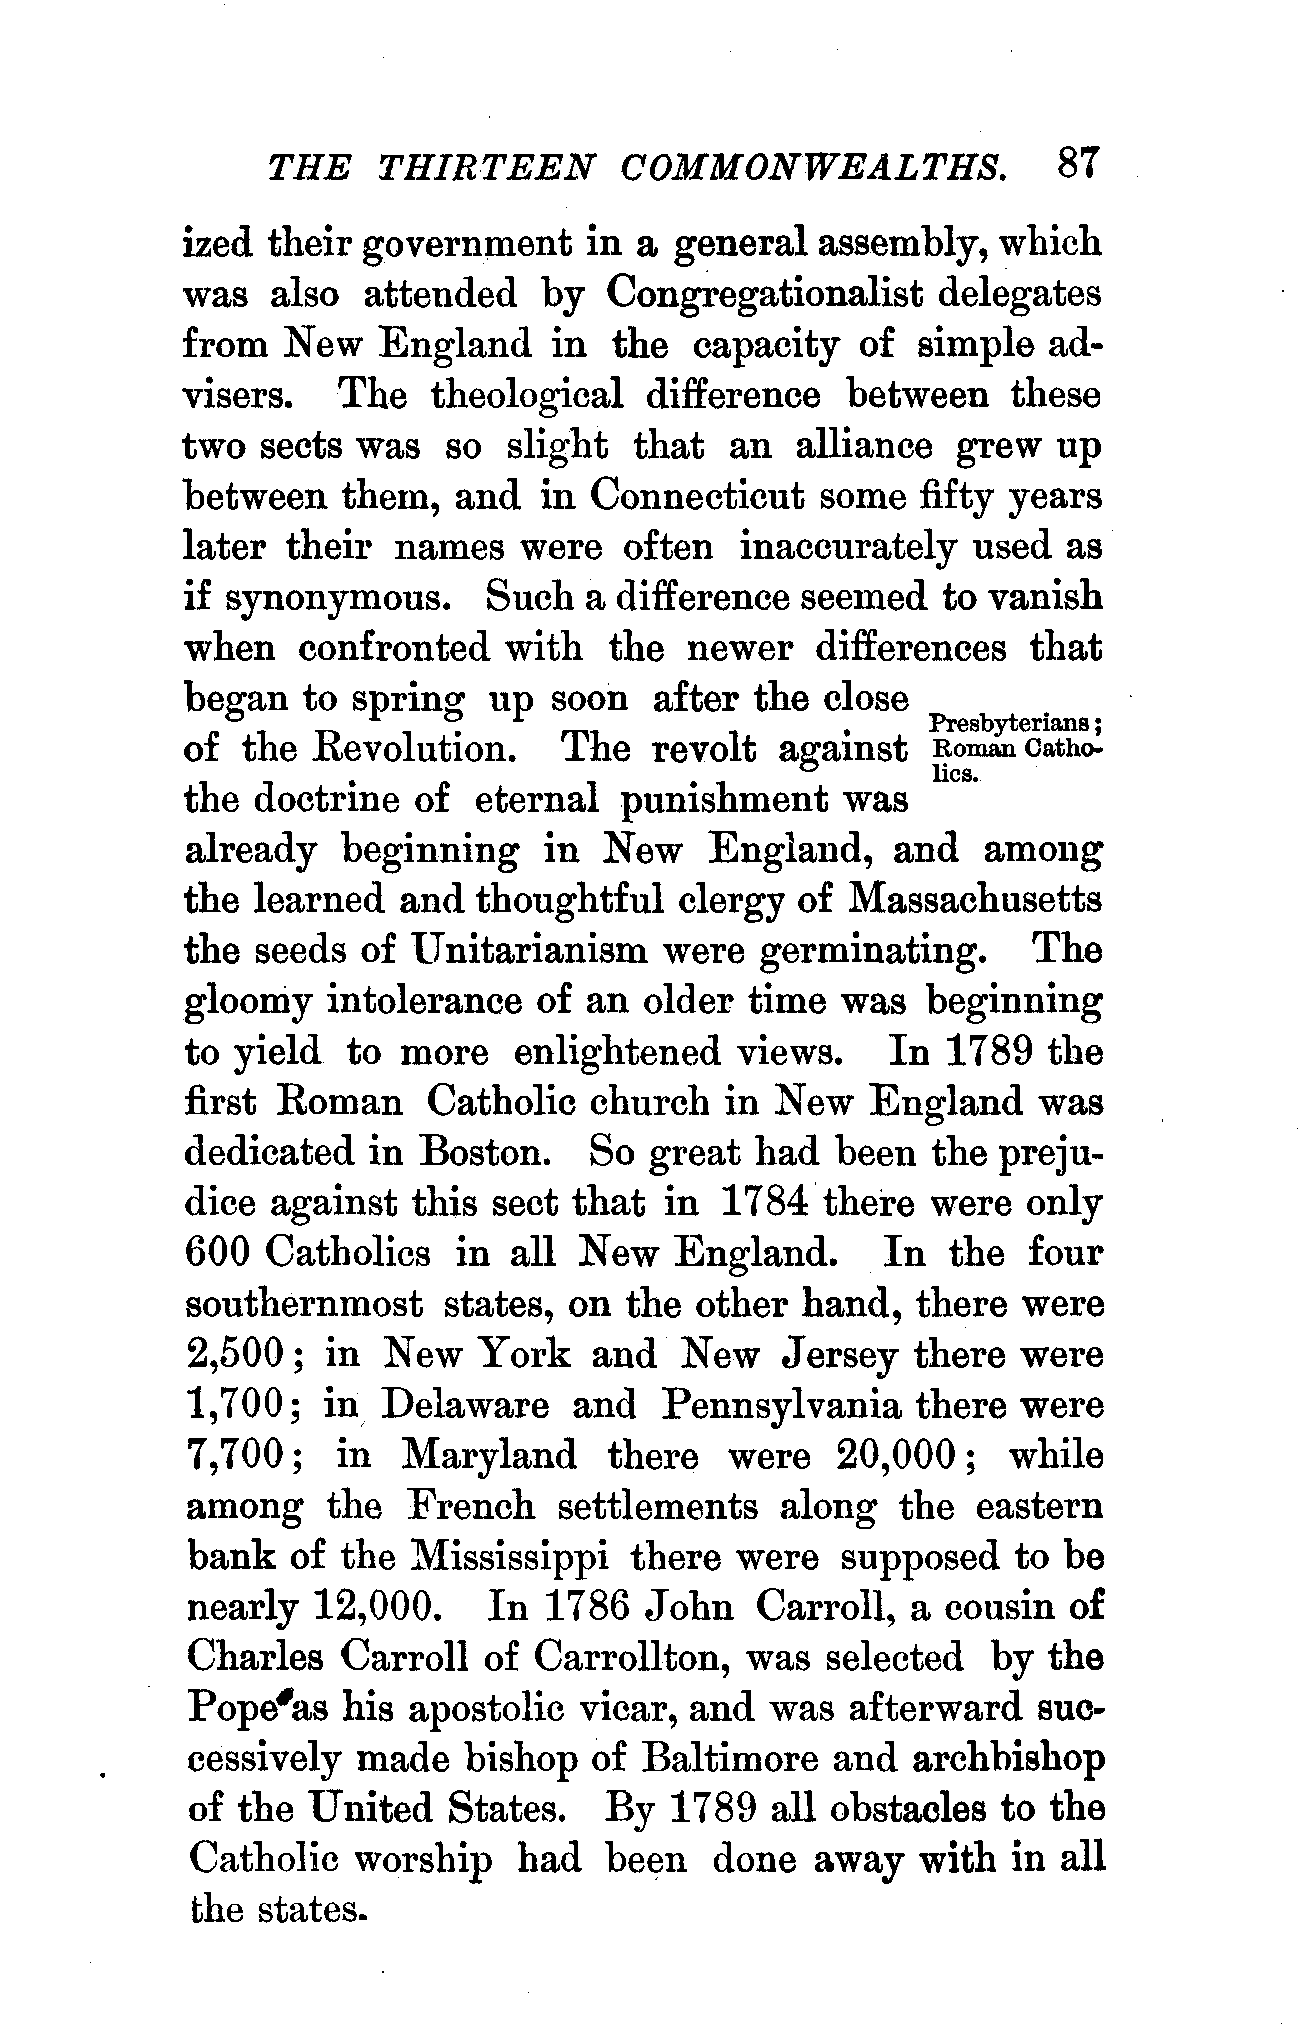 THE THIRTEEN COMMONWEALTHS. 87
ized their government in a general assembly, which
was also attended by Congregationalist delegates
from New England in the capacity of simple ad-
visers. The theological difference between these
two sects was so slight that an alliance grew up
between them, and in Connecticut some fifty years
later their names were often inaccurately used as
if synonymous. Such a difference seemed to vanish
when confronted with the newer differences that
began to spring up soon after the close
of the Revolution. The revolt against
the doctrine of eternal punishment was
Presbyterians;
Roman Catho-
lics.
already beginning in New England, and among
the learned and thoughtful clergy of Massachusetts
the seeds of Unitarianism were germinating. The
gloomy intolerance of an older time was beginning
to yield to more enlightened views. In 1789 the
first Roman Catholic church in New England was
dedicated in Boston. So great had been the preju-
dice against this sect that in 1784 there were only
600 Catholics in all New England. In the four
southernmost states, on the other hand, there were
2,500; in New York and New Jersey there were
1,700; in Delaware and Pennsylvania there were
7,700; in Maryland there were 20,000; while
among the French settlements along the eastern
bank of the Mississippi there were supposed to be
nearly 12,000. In 1786 John Carroll, a cousin of
Charles Carroll of Carrollton, was selected by the
Pope as his apostolic vicar, and was afterward suc-
cessively made bishop of Baltimore and archbishop
of the United States. By 1789 all obstacles to the
Catholic worship had been done away with in all
the states.